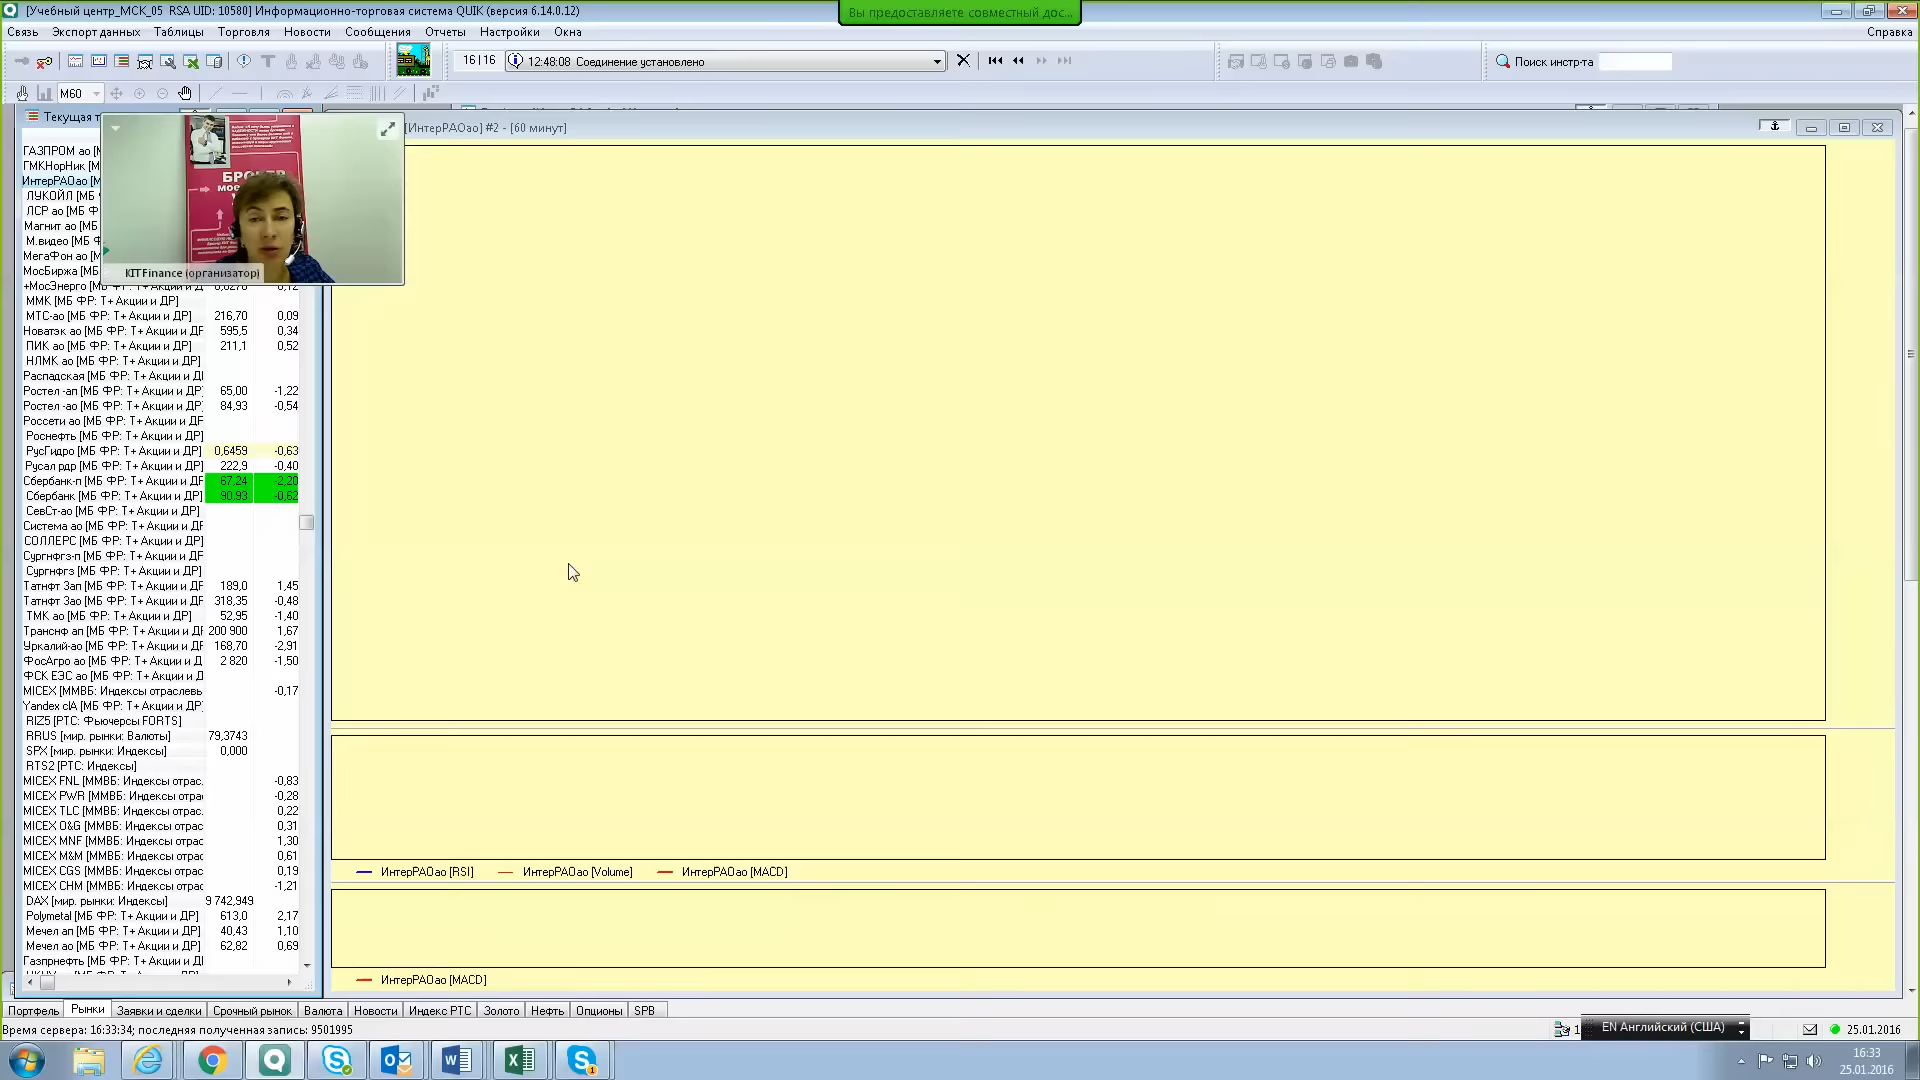 [Учебный центр_МСК_05 RSA UID: 10580] Информационно-торговая система QUIK (версия 6.14.0.12)
Вы предоставляете совместный дос...
Связь Экспорт данных Таблицы Торговля Новости Сообщения Отчеты Настройки Окна Справка
16|16 12:48:08 Соединение установлено Поиск инстр-та
M60
Текущая т
[ИнтерРАОао] #2 - [60 минут]
ГАЗПРОМ ао [М
ГМКНорНик [М
ИнтерРАОао [М
ЛУКОЙЛ [МБ Ф
ЛСР ао [МБ Ф
Магнит ао [МБ
М.видео [МБ Ф
МегаФон ао [М
МосБиржа [МБ
БРОКЕР
KITFinance (организатор)
+МосЭнерго [МБ ФР: Т+ Акции и ДР] 0,6270 0,12
ММК [МБ ФР: Т+ Акции и ДР]
МТС-ао [МБ ФР: Т+ Акции и ДР] 216,70 0,09
Новатэк ао [МБ ФР: Т+ Акции и ДР 595,5 0,34
ПИК ао [МБ ФР: Т+ Акции и ДР] 211,1 0,52
НЛМК ао [МБ ФР: Т+ Акции и ДР]
Распадская [МБ ФР: Т+ Акции и ДІ
Ростел -ап [МБ ФР: Т+ Акции и ДР] 65,00 -1,22
Ростел -ао [МБ ФР: Т+ Акции и ДР] 84,93 -0,54
Россети ао [МБ ФР: Т+ Акции и ДР
Роснефть [МБ ФР: Т+ Акции и ДР]
РусГидро [МБ ФР: Т+ Акции и ДР] 0,6459 -0,63
Русал рдр [МБ ФР: Т+ Акции и ДР] 222,9 -0,40
Сбербанк-п [МБ ФР: Т+ Акции и ДР 67,24 -2,20
Сбербанк [МБ ФР: Т+ Акции и ДР] 90,93 -0,62
СевСт-ао [МБ ФР: Т+ Акции и ДР]
Система ао [МБ ФР: Т+ Акции и ДР
СОЛЛЕРС [МБ ФР: Т+ Акции и ДР]
Сургнфгз-п [МБ ФР: Т+ Акции и ДР
Сургнфгз [МБ ФР: Т+ Акции и ДР]
Татнфт 3ап [МБ ФР: Т+ Акции и ДР 189,0 1,45
Татнфт 3ао [МБ ФР: Т+ Акции и ДР 318,35 -0,48
ТМК ао [МБ ФР: Т+ Акции и ДР] 52,95 -1,40
Транснф ап [МБ ФР: Т+ Акции и ДР 200 900 1,67
Уркалий-ао [МБ ФР: Т+ Акции и ДР 168,70 -2,91
ФосАгро ао [МБ ФР: Т+ Акции и Д 2 820 -1,50
ФСК ЕЭС ао [МБ ФР: Т+ Акции и Д
MICEX [ММВБ: Индексы отраслевь -0,17
Yandex clA [МБ ФР: Т+ Акции и ДР]
RIZ5 [РТС: Фьючерсы FORTS]
RRUS [мир. рынки: Валюты] 79,3743
SPX [мир. рынки: Индексы] 0,000
RTS2 [РТС: Индексы]
MICEX FNL [ММВБ: Индексы отрас. -0,83
MICEX PWR [ММВБ: Индексы отра -0,28
MICEX TLC [ММВБ: Индексы отрас. 0,22
MICEX O&G [ММВБ: Индексы отрас 0,31
MICEX MNF [ММВБ: Индексы отрас 1,30
MICEX M&M [ММВБ: Индексы отрас 0,61
MICEX CGS [ММВБ: Индексы отрас 0,19
MICEX CHM [ММВБ: Индексы отрас -1,21
DAX [мир. рынки: Индексы] 9 742,949
Polymetal [МБ ФР: Т+ Акции и ДР] 613,0 2,17
Мечел ап [МБ ФР: Т+ Акции и ДР] 40,43 1,10
Мечел ао [МБ ФР: Т+ Акции и ДР] 62,82 0,69
Газпрнефть [МБ ФР: Т+ Акции и Д
ИнтерРАОао [RSI] ИнтерРАОао [Volume] ИнтерРАОао [MACD]
ИнтерРАОао [MACD]
Портфель Рынки Заявки и сделки Срочный рынок Валюта Новости Индекс РТС Золото Нефть Опционы SPB
Время сервера: 16:33:34; последняя полученная запись: 9501995
EN Английский (США)
25.01.2016
16:33
25.01.2016